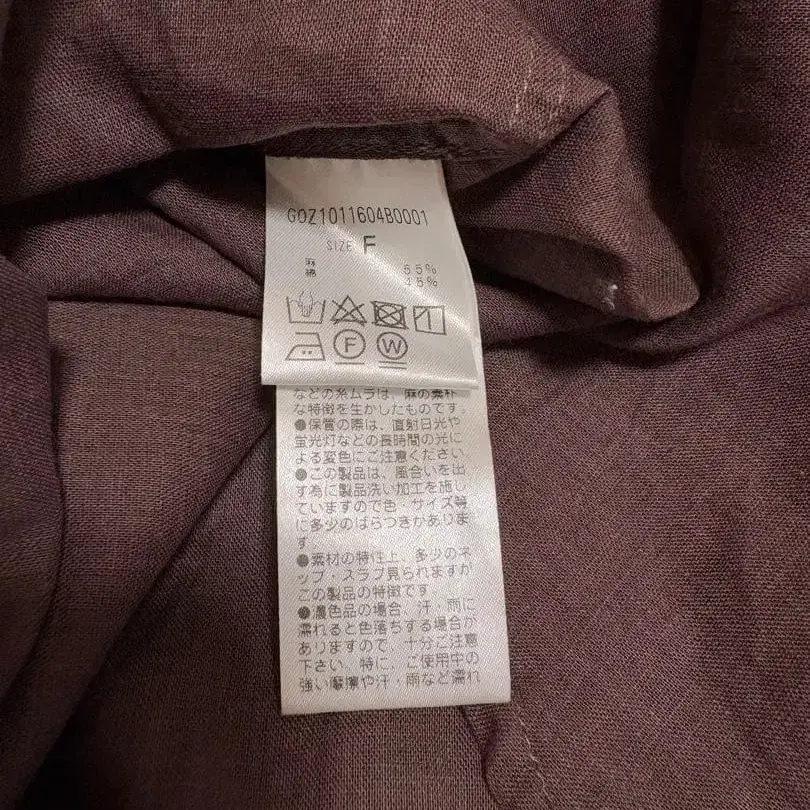 GOZ1011604B0001
SIZE F
麻 55%
綿 45%
F W
などの糸ムラは、麻の素朴
な特徴を生かしたものです。
●保管の際は、直射日光や
蛍光灯などの長時間の光に
よる変色にご注意ください。
●この製品は、風合いを出
す為に製品洗い加工を施し
ていますので色・サイズ等
に多少のばらつきがありま
す。
●素材の特性上、多少のネ
ップ・スラブ見られますが
この製品の特徴です
●濃色品の場合、汗・雨に
濡れると色落ちする場合が
ありますので、十分ご注意
下さい。特に、ご使用中の
強い摩擦や汗・雨など濡れ